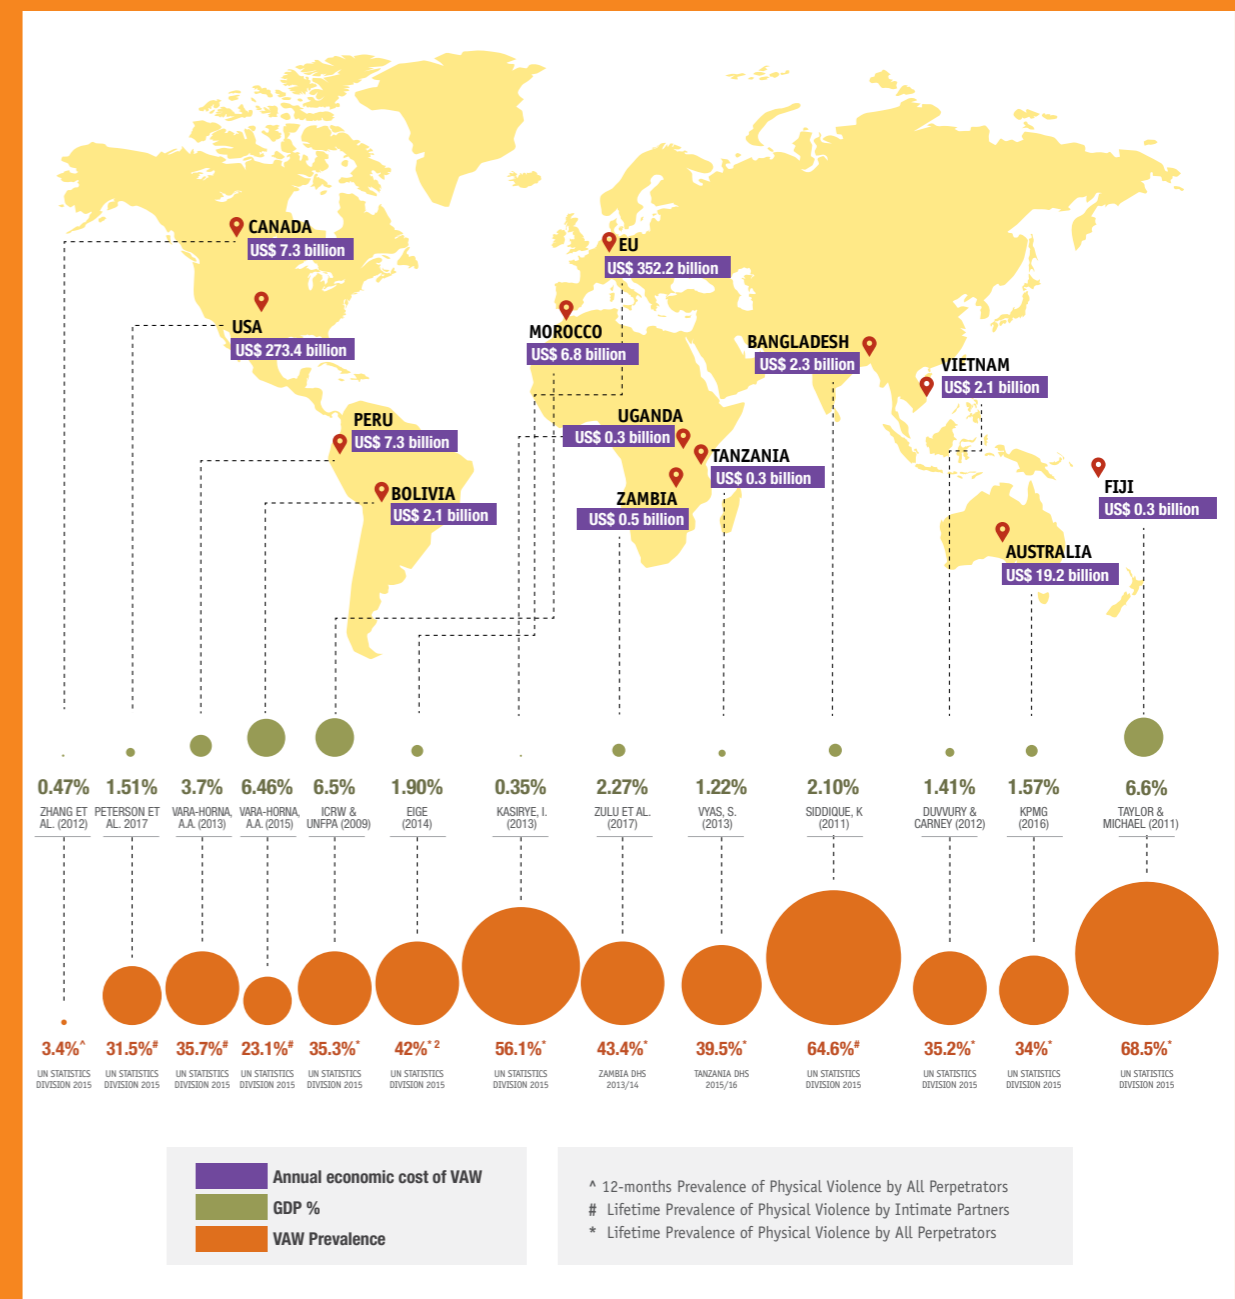 CANADA
US$ 7.3 billion
EU
US$ 352.2 billion
USA
US$ 273.4 billion
MOROCCO
US$ 6.8 billion
BANGLADESH
US$ 2.3 billion
VIETNAM
US$ 2.1 billion
PERU
US$ 7.3 billion
UGANDA
US$ 0.3 billion
TANZANIA
US$ 0.3 billion
BOLIVIA
US$ 2.1 billion
ZAMBIA
US$ 0.5 billion
FIJI
US$ 0.3 billion
AUSTRALIA
US$ 19.2 billion
0.47%
ZHANG ET
AL. (2012)
1.51%
PETERSON ET
AL. 2017
3.7%
VARA-HORNA,
A.A. (2013)
6.46%
VARA-HORNA,
A.A. (2015)
6.5%
ICRW &
UNFPA (2009)
1.90%
EIGE
(2014)
0.35%
KASIRYE, I.
(2013)
2.27%
ZULU ET AL.
(2017)
1.22%
VYAS, S.
(2013)
2.10%
SIDDIQUE, K
(2011)
1.41%
DUVVURY &
CARNEY (2012)
1.57%
KPMG
(2016)
6.6%
TAYLOR &
MICHAEL (2011)
3.4%^
UN STATISTICS
DIVISION 2015
31.5%#
UN STATISTICS
DIVISION 2015
35.7%#
UN STATISTICS
DIVISION 2015
23.1%#
UN STATISTICS
DIVISION 2015
35.3%*
UN STATISTICS
DIVISION 2015
42%* 2
UN STATISTICS
DIVISION 2015
56.1%*
UN STATISTICS
DIVISION 2015
43.4%*
ZAMBIA DHS
2013/14
39.5%*
TANZANIA DHS
2015/16
64.6%#
UN STATISTICS
DIVISION 2015
35.2%*
UN STATISTICS
DIVISION 2015
34%*
UN STATISTICS
DIVISION 2015
68.5%*
UN STATISTICS
DIVISION 2015
Annual economic cost of VAW
GDP %
VAW Prevalence
^ 12-months Prevalence of Physical Violence by All Perpetrators
# Lifetime Prevalence of Physical Violence by Intimate Partners
* Lifetime Prevalence of Physical Violence by All Perpetrators